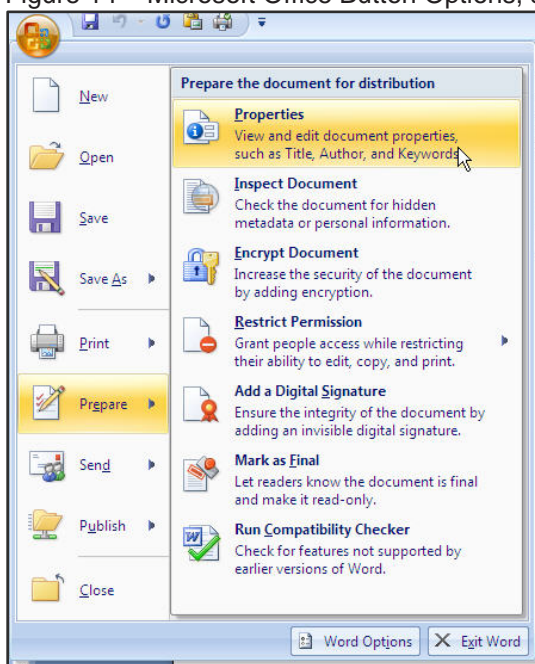 Microsoft Office Button Options,
New
Open
Save
Save As
Print
Prepare
Send
Publish
Close
Prepare the document for distribution
Properties
View and edit document properties,
such as Title, Author, and Keywords.
Inspect Document
Check the document for hidden
metadata or personal information.
Encrypt Document
Increase the security of the document
by adding encryption.
Restrict Permission
Grant people access while restricting
their ability to edit, copy, and print.
Add a Digital Signature
Ensure the integrity of the document by
adding an invisible digital signature.
Mark as Final
Let readers know the document is final
and make it read-only.
Run Compatibility Checker
Check for features not supported by
earlier versions of Word.
Word Options
Exit Word